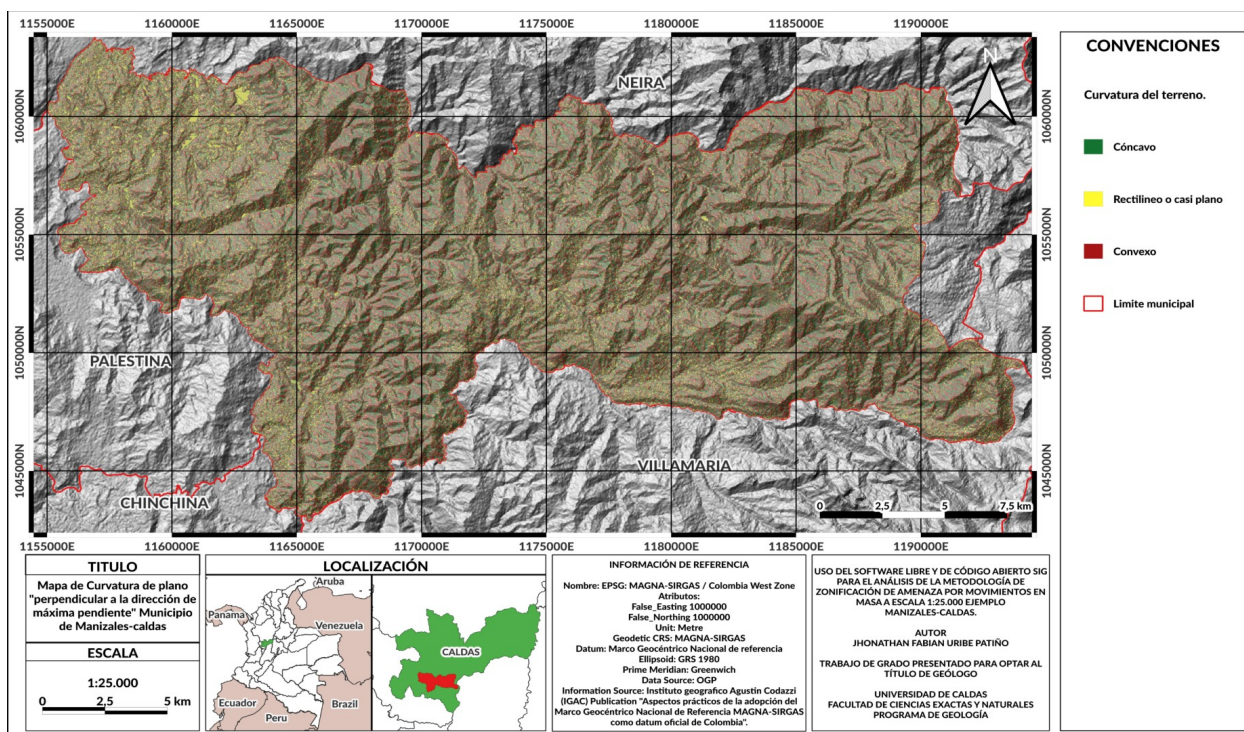 1155000E 1160000E 1165000E 1170000E 1175000E 1180000E 1185000E 1190000E
1060000N
1055000N
1050000N
1045000N
N
NEIRA
PALESTINA
CHINCHINA
VILLAMARIA
0 2,5 5 7,5 km
1060000N
1055000N
1050000N
1045000N
1155000E 1160000E 1165000E 1170000E 1175000E 1180000E 1185000E 1190000E
CONVENCIONES
Curvatura del terreno.
Cóncavo
Rectilineo o casi plano
Convexo
Limite municipal
TITULO
Mapa de Curvatura de plano
"perpendicular a la dirección de
máxima pendiente" Municipio
de Manizales-caldas
ESCALA
1:25.000
0 2,5 5 km
LOCALIZACIÓN
Aruba
Panama
Venezuela
Ecuador
Peru
Brazil
CALDAS
INFORMACIÓN DE REFERENCIA
Nombre: EPSG: MAGNA-SIRGAS / Colombia West Zone
Atributos:
False_Easting 1000000
False_Northing 1000000
Unit: Metre
Geodetic CRS: MAGNA-SIRGAS
Datum: Marco Geocéntrico Nacional de referencia
Ellipsoid: GRS 1980
Prime Meridian: Greenwich
Data Source: OGP
Information Source: Instituto geografico Agustín Codazzi
(IGAC) Publication "Aspectos prácticos de la adopción del
Marco Geocéntrico Nacional de Referencia MAGNA-SIRGAS
como datum oficial de Colombia".
USO DEL SOFTWARE LIBRE Y DE CÓDIGO ABIERTO SIG
PARA EL ANÁLISIS DE LA METODOLOGÍA DE
ZONIFICACIÓN DE AMENAZA POR MOVIMIENTOS EN
MASA A ESCALA 1:25.000 EJEMPLO
MANIZALES-CALDAS.
AUTOR
JHONATHAN FABIAN URIBE PATIÑO
TRABAJO DE GRADO PRESENTADO PARA OPTAR AL
TÍTULO DE GEÓLOGO
UNIVERSIDAD DE CALDAS
FACULTAD DE CIENCIAS EXACTAS Y NATURALES
PROGRAMA DE GEOLOGÍA